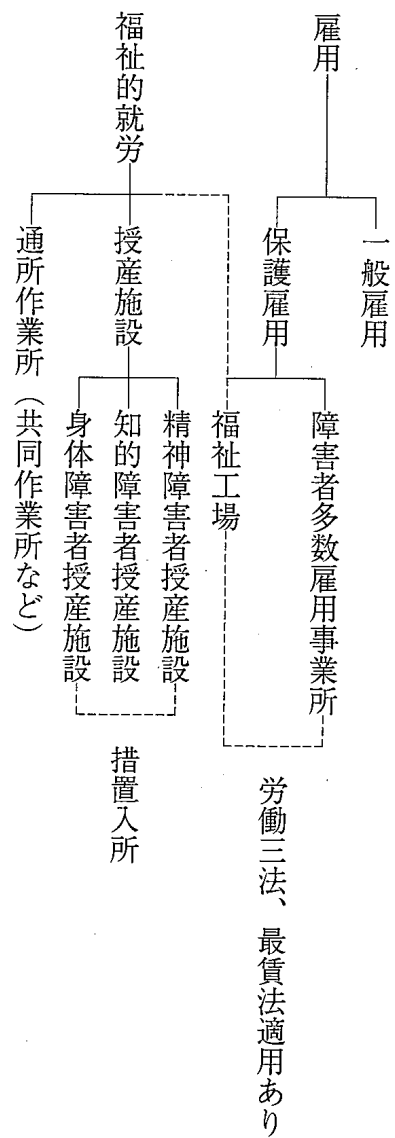 雇用
一般雇用
保護雇用
障害者多数雇用事業所
福祉工場
労働三法、最賃法適用あり
福祉的就労
授産施設
精神障害者授産施設
知的障害者授産施設
身体障害者授産施設
措置入所
通所作業所（共同作業所など）